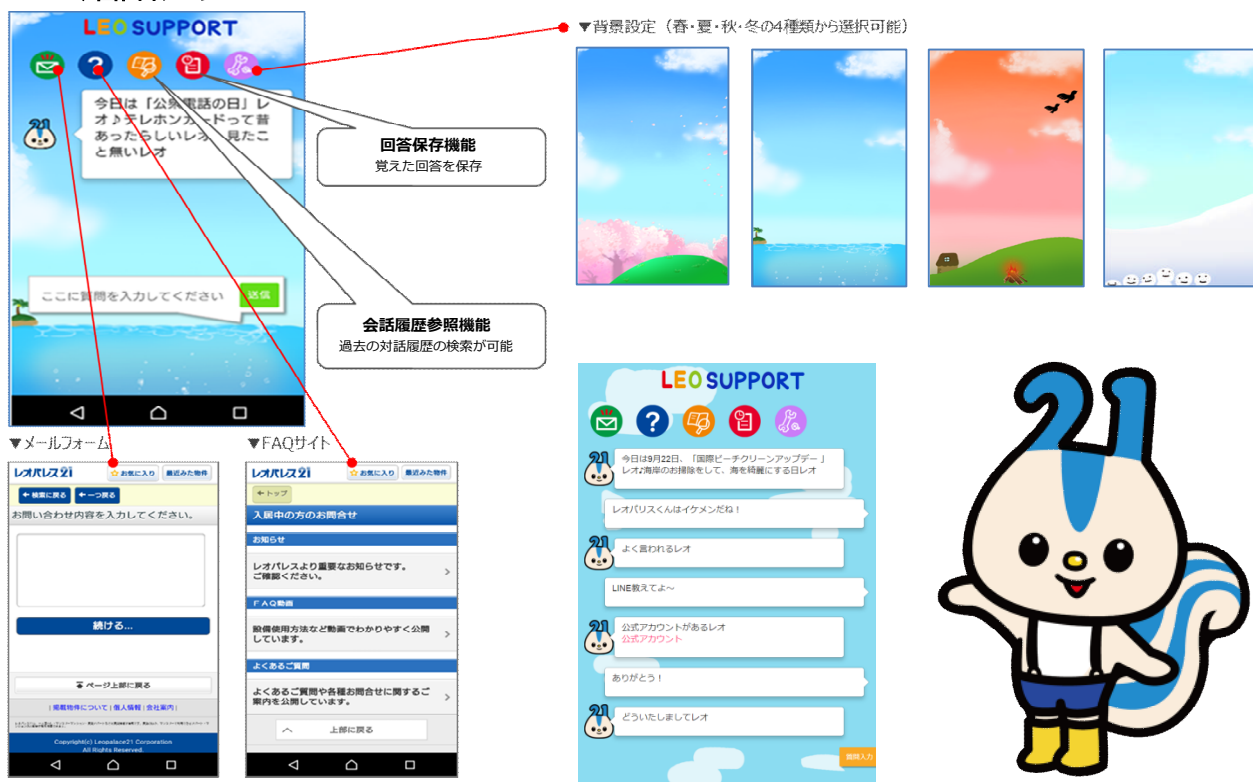 LEO SUPPORT
今日は「公衆電話の日」レ
オ♪テレホンカードって昔
あったらしいレオ 見たこ
と無いレオ
ここに質問を入力してください
送信
回答保存機能
覚えた回答を保存
会話履歴参照機能
過去の対話履歴の検索が可能
▼背景設定（春・夏・秋・冬の4種類から選択可能）
▼メールフォーム
レオパレス21
お気に入り
最近みた物件
検索に戻る
一つ戻る
お問い合わせ内容を入力してください。
続ける...
ページ上部に戻る
| 掲載物件について | 個人情報 | 会社案内 |
Copyright(c) Leopalace21 Corporation
All Rights Reserved.
▼FAQサイト
レオパレス21
お気に入り
最近みた物件
トップ
入居中の方のお問合せ
お知らせ
レオパレスより重要なお知らせです。
ご確認ください。
FAQ動画
設備使用方法など動画でわかりやすく公開
しています。
よくあるご質問
よくあるご質問や各種お問合せに関するご
案内を公開しています。
上部に戻る
LEO SUPPORT
今日は9月22日、「国際ビーチクリーンアップデー」
レオ♪海岸のお掃除をして、海を綺麗にする日レオ
レオパリスくんはイケメンだね！
よく言われるレオ
LINE教えてよ～
公式アカウントがあるレオ
公式アカウント
ありがとう！
どういたしましてレオ
質問入力
21